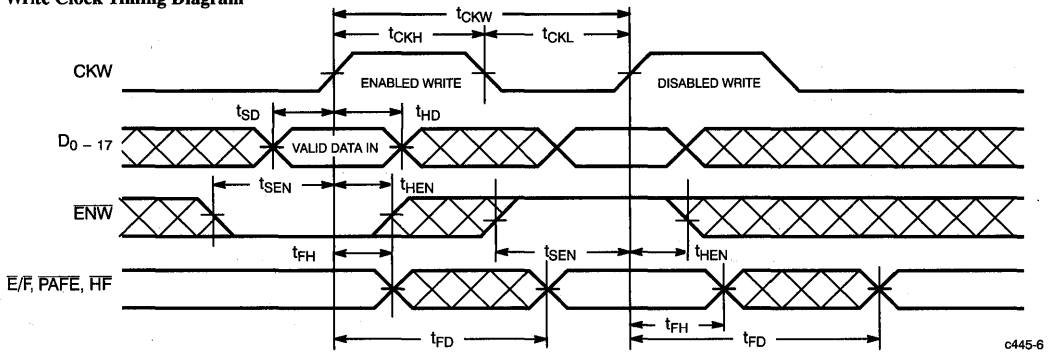 Write Clock Timing Diagram
tCKW
tCKH
tCKL
CKW
ENABLED WRITE
DISABLED WRITE
tSD
tHD
D0 – 17
VALID DATA IN
tSEN
tHEN
ENW
tFH
tSEN
tHEN
E/F, PAFE, HF
tFD
tFH
tFD
c445-6